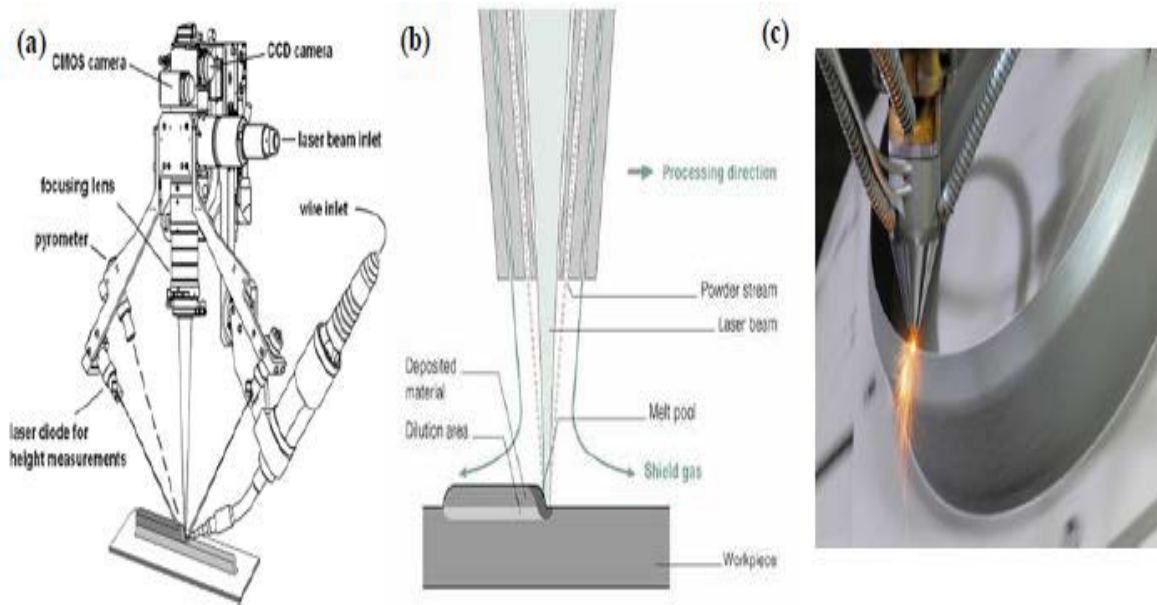 (a)
CMOS camera
CCD camera
laser beam inlet
focusing lens
wire inlet
pyrometer
laser diode for
height measurements
(b)
Processing direction
Powder stream
Laser beam
Deposited
material
Melt pool
Dilution area
Shield gas
Workpiece
(c)